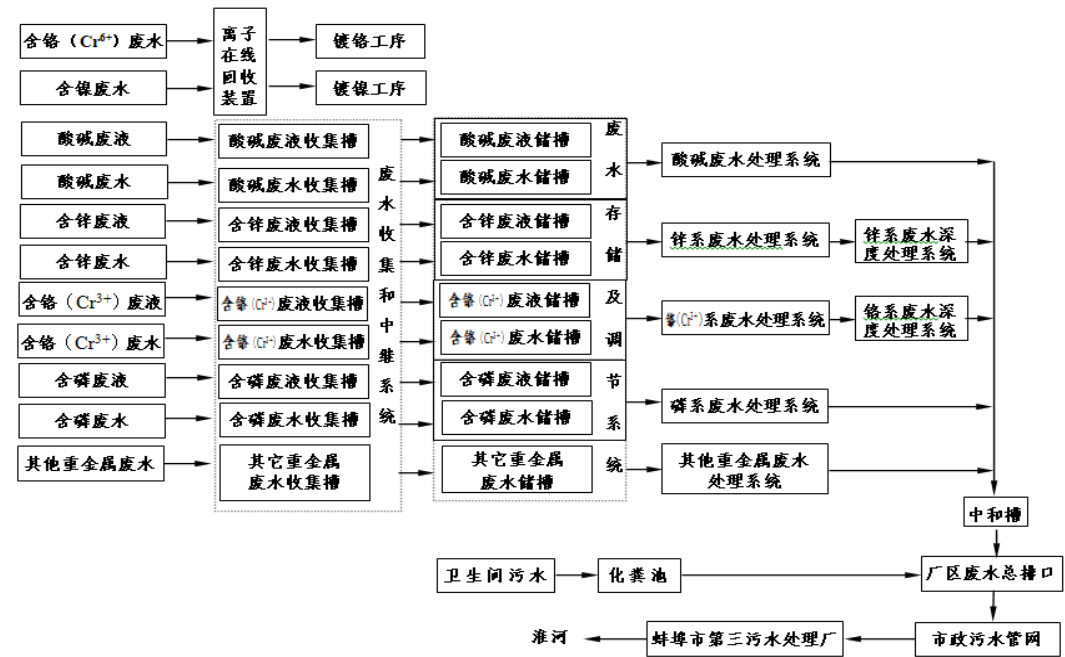 含铬（Cr6+）废水
含镍废水
离子
在线
回收
装置
镀铬工序
镀镍工序
酸碱废液
酸碱废水
含锌废液
含锌废水
含铬（Cr3+）废液
含铬（Cr3+）废水
含磷废液
含磷废水
其他重金属废水
酸碱废液收集槽
酸碱废水收集槽
含锌废液收集槽
含锌废水收集槽
含铬(Cr3+)废液收集槽
含铬(Cr3+)废水收集槽
含磷废液收集槽
含磷废水收集槽
其它重金属
废水收集槽
废水收集和中继系统
酸碱废液储槽
酸碱废水储槽
含锌废液储槽
含锌废水储槽
含铬(Cr3+)废液储槽
含铬(Cr3+)废水储槽
含磷废液储槽
含磷废水储槽
其它重金属
废水储槽
废水存储及调节系统
酸碱废水处理系统
锌系废水处理系统
铬(Cr3+)系废水处理系统
磷系废水处理系统
其他重金属废水
处理系统
锌系废水深
度处理系统
铬系废水深
度处理系统
中和槽
卫生间污水
化粪池
厂区废水总排口
淮河
蚌埠市第三污水处理厂
市政污水管网